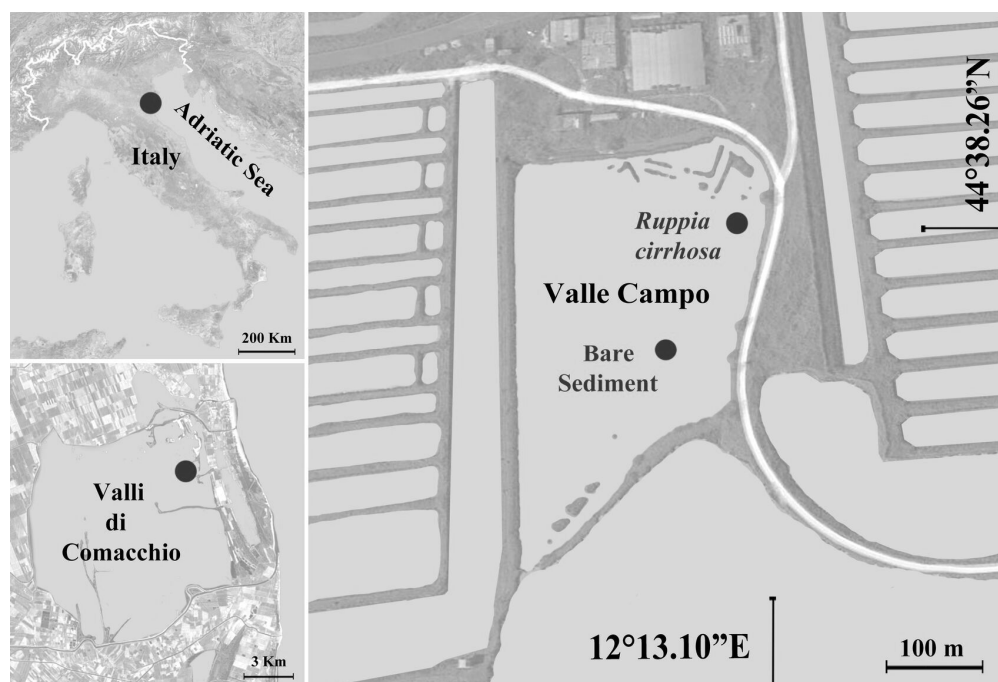 Adriatic Sea
Italy
200 Km
Valli
di
Comacchio
3 Km
44°38.26”N
Ruppia
cirrhosa
Valle Campo
Bare
Sediment
12°13.10”E
100 m